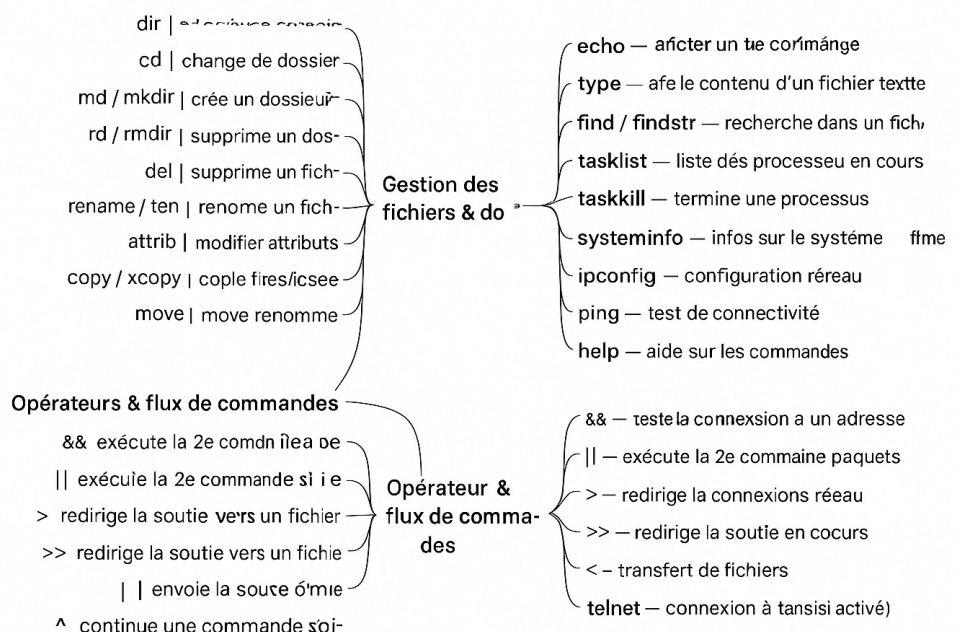 dir |
cd | change de dossier
md / mkdir | crée un dossieur-
rd / rmdir | supprime un dos-
del | supprime un fich-
rename / ten | renome un fich-
attrib | modifier attributs
copy / xcopy | cople fires/icsee
move | move renomme
Gestion des
fichiers & do
echo — aficter un tue corimánge
type — afe le contenu d'un fichier textte
find / findstr — recherche dans un fich
tasklist — liste dés processeu en cours
taskkill — termine une processus
systeminfo — infos sur le systéme ffme
ipconfig — configuration réreau
ping — test de connectivité
help — aide sur les commandes
Opérateurs & flux de commandes
&& exécute la 2e comdn
|| exécuìe la 2e commande si i e
> redirige la soutie vers un fichier
>> redirige la soutie vers un fichie
| | envoie la souce
^ continue une commande
Opérateur &
flux de comma-
des
&& — teste la connexsion a un adresse
|| — exécute la 2e commaine paquets
> — redirige la connexions réeau
>> — redirige la soutie en cocurs
< – transfert de fichiers
telnet — connexion à tansisi activé)